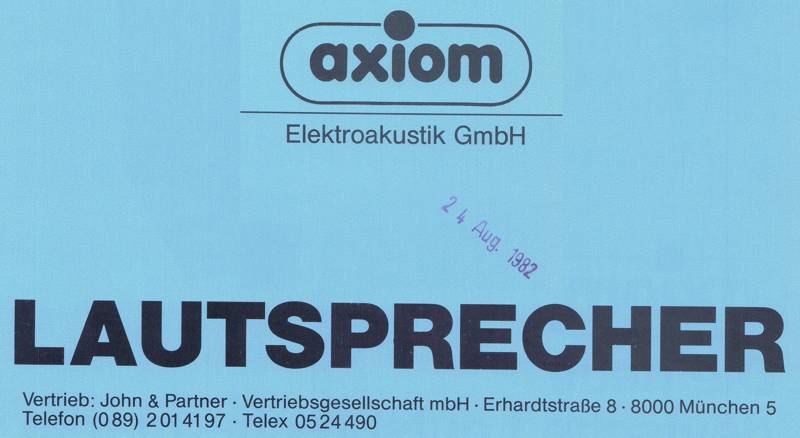 axiom
Elektroakustik GmbH
24 Aug. 1982
LAUTSPRECHER
Vertrieb: John & Partner · Vertriebsgesellschaft mbH · Erhardtstraße 8 · 8000 München 5
Telefon (089) 2014197 · Telex 0524490